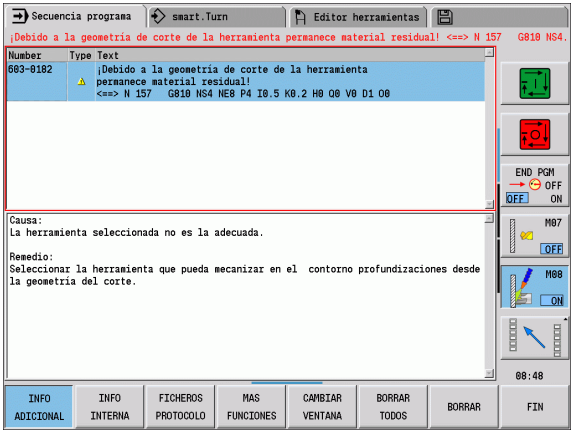 Secuencia programa
smart.Turn
Editor herramientas
¡Debido a la geometría de corte de la herramienta permanece material residual! <==> N 157   G810 NS4.
Number Type Text
603-0182 ¡Debido a la geometría de corte de la herramienta
permanece material residual!
<==> N 157   G810 NS4 NE8 P4 I0.5 K0.2 H0 Q0 V0 D1 O0
Causa:
La herramienta seleccionada no es la adecuada.
Remedio:
Seleccionar la herramienta que pueda mecanizar en el  contorno profundizaciones desde
la geometría del corte.
END PGM
OFF
OFF ON
M07
OFF
M08
ON
08:48
INFO
ADICIONAL
INFO
INTERNA
FICHEROS
PROTOCOLO
MAS
FUNCIONES
CAMBIAR
VENTANA
BORRAR
TODOS
BORRAR
FIN